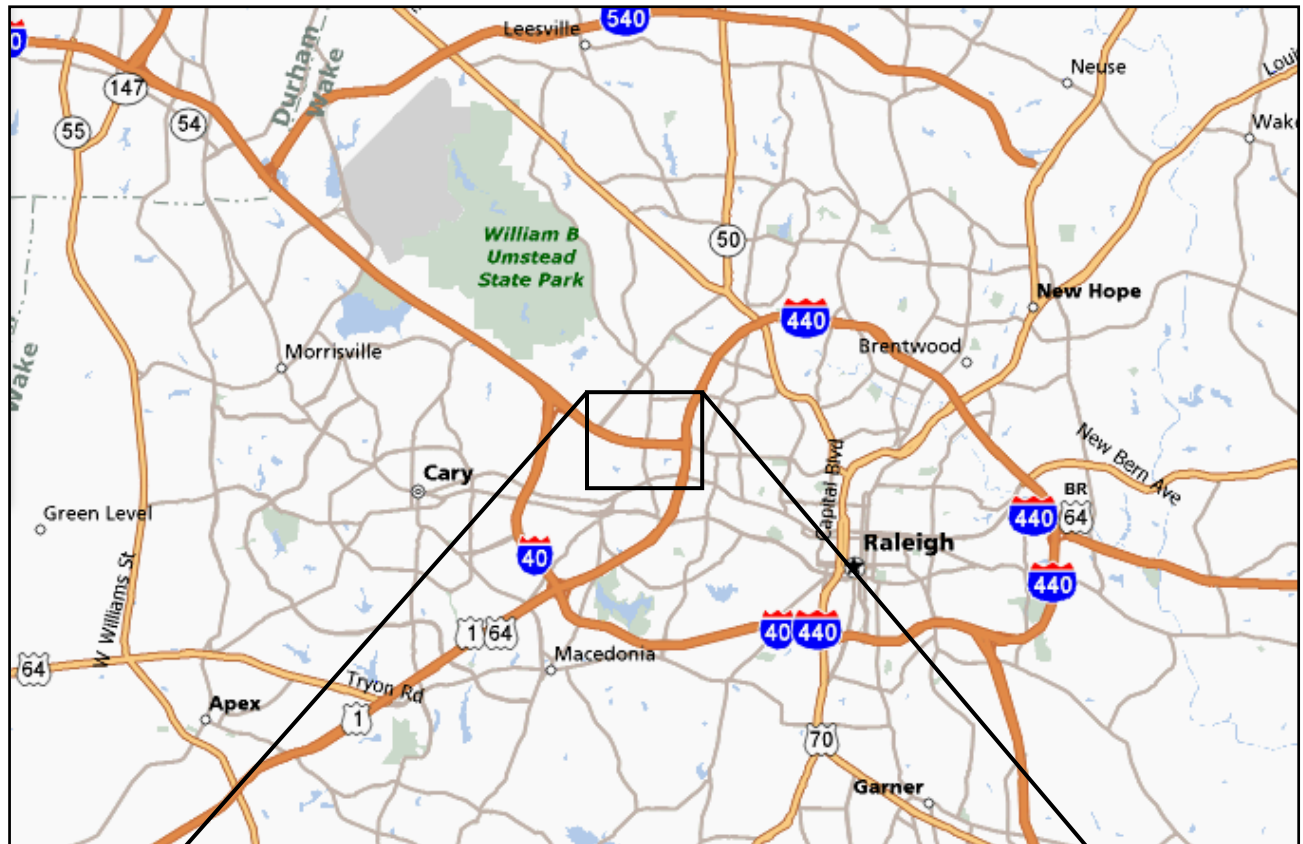 540
Leesville
Neuse
Durham
Wake
147
54
55
50
William B
Umstead
State Park
New Hope
440
Brentwood
Morrisville
Wake
Cary
Capital Blvd
New Bern Ave
BR
64
440
Green Level
Raleigh
40
440
W Williams St
1
64
40
440
Macedonia
64
Tryon Rd
Apex
1
70
Garner